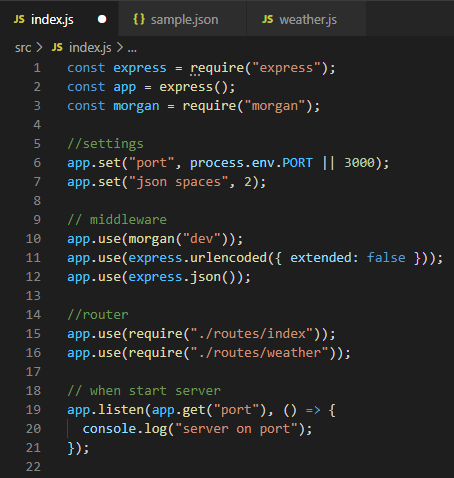 JS index.js ● {} sample.json JS weather.js
src > JS index.js > ...
1 const express = require("express");
2 const app = express();
3 const morgan = require("morgan");
4
5 //settings
6 app.set("port", process.env.PORT || 3000);
7 app.set("json spaces", 2);
8
9 // middleware
10 app.use(morgan("dev"));
11 app.use(express.urlencoded({ extended: false }));
12 app.use(express.json());
13
14 //router
15 app.use(require("./routes/index"));
16 app.use(require("./routes/weather"));
17
18 // when start server
19 app.listen(app.get("port"), () => {
20   console.log("server on port");
21 });
22